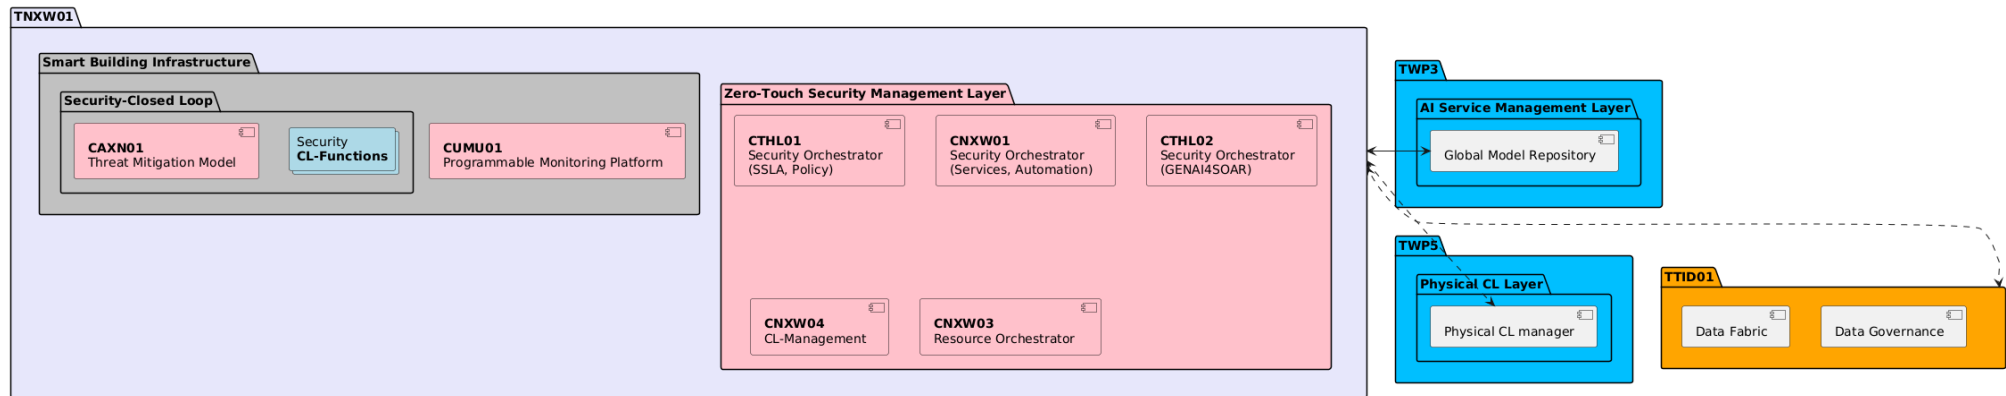 TNXW01
Smart Building Infrastructure
Security-Closed Loop
CAXN01
Threat Mitigation Model
Security
CL-Functions
CUMU01
Programmable Monitoring Platform
Zero-Touch Security Management Layer
CTHL01
Security Orchestrator
(SSLA, Policy)
CNXW01
Security Orchestrator
(Services, Automation)
CTHL02
Security Orchestrator
(GENAI4SOAR)
CNXW04
CL-Management
CNXW03
Resource Orchestrator
TWP3
AI Service Management Layer
Global Model Repository
TWP5
Physical CL Layer
Physical CL manager
TTID01
Data Fabric
Data Governance